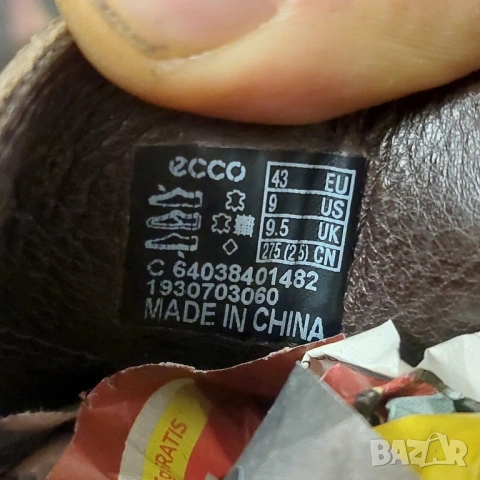 ecco
43 EU
9 US
9.5 UK
275 (2.5) CN
C 64038401482
1930703060
MADE IN CHINA
GRATIS
BAZAR